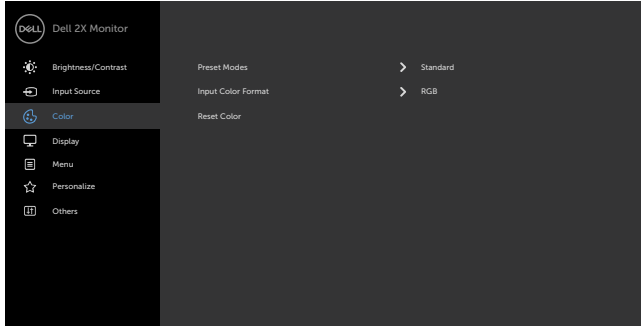 DELL Dell 2X Monitor
Brightness/Contrast Preset Modes Standard
Input Source Input Color Format RGB
Color Reset Color
Display
Menu
Personalize
Others